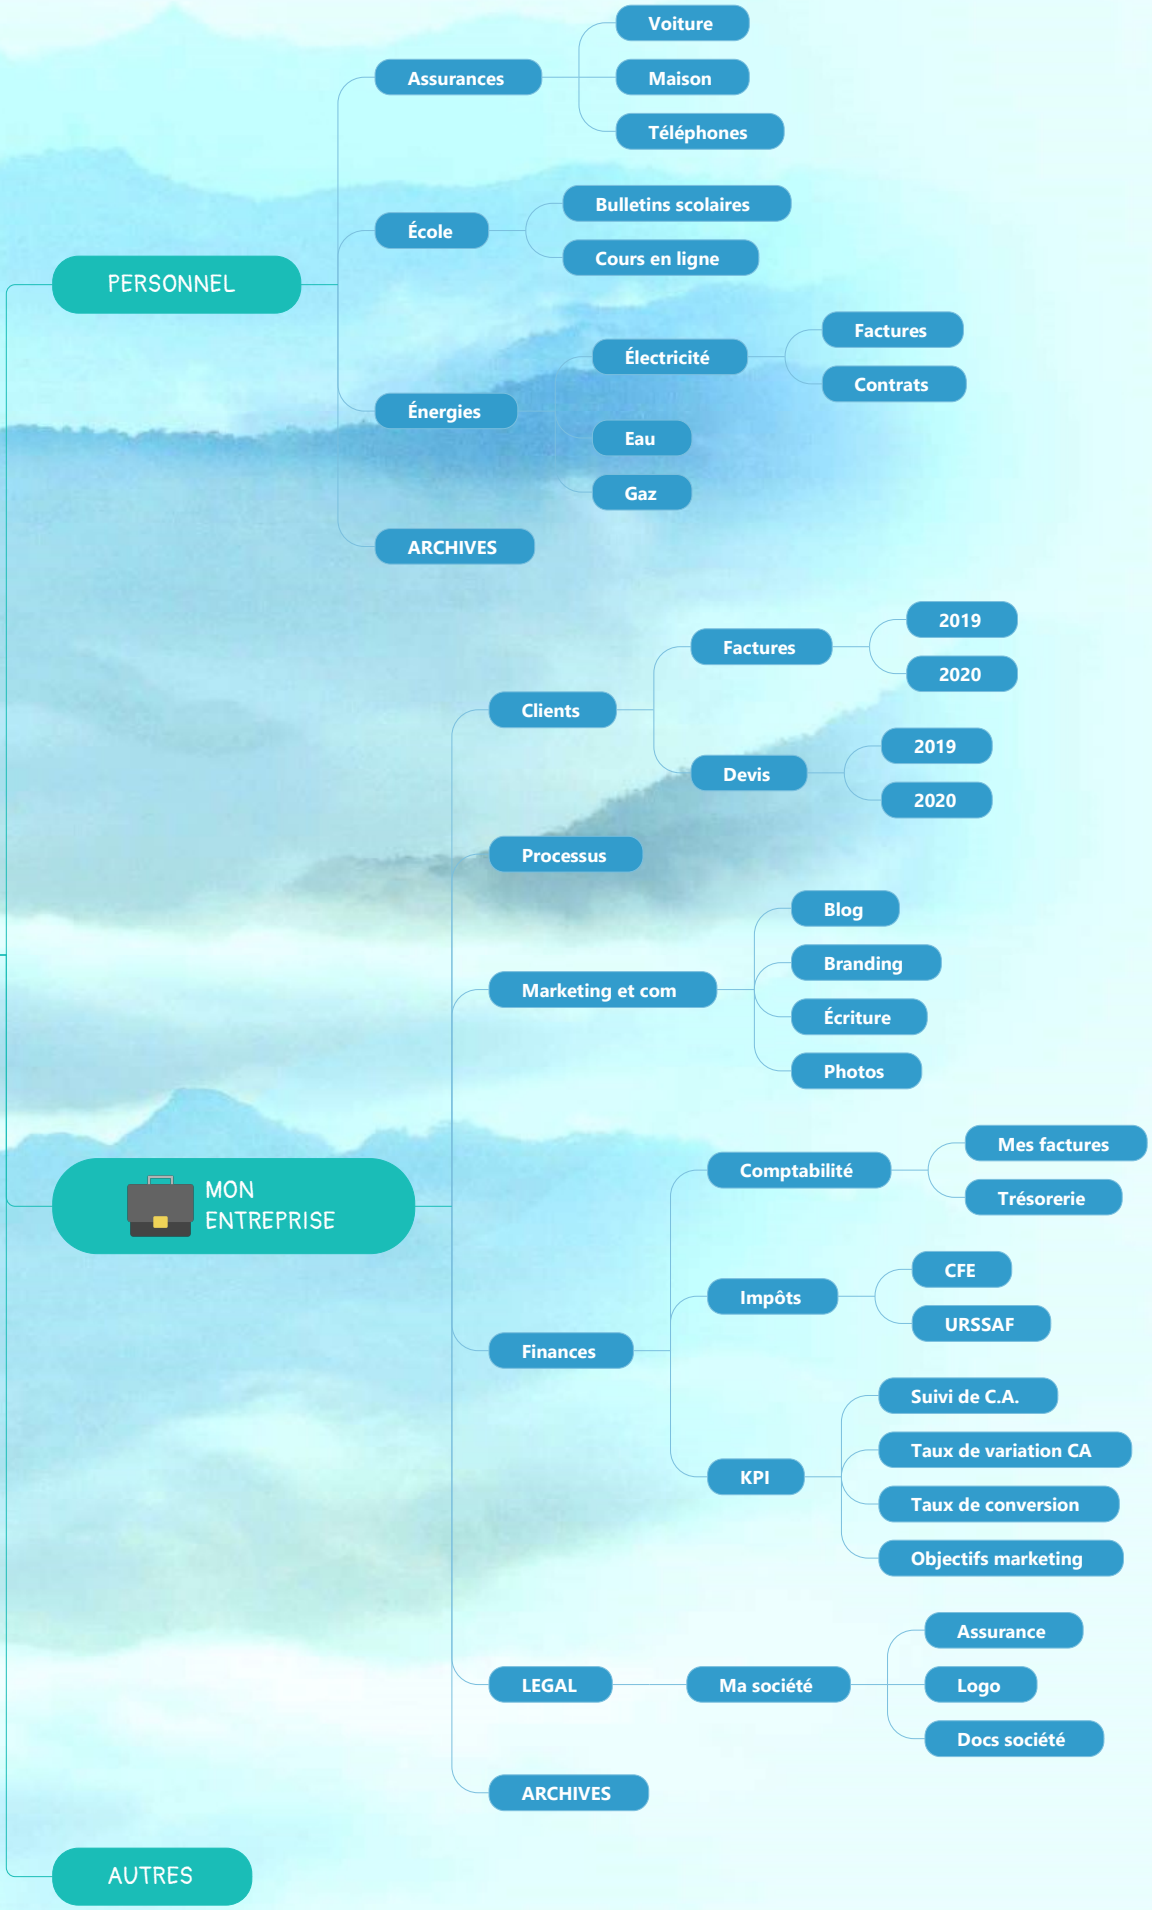 Voiture
Assurances
Maison
Téléphones
Bulletins scolaires
École
Cours en ligne
PERSONNEL
Factures
Électricité
Contrats
Énergies
Eau
Gaz
ARCHIVES
2019
Factures
2020
Clients
2019
Devis
2020
Processus
Blog
Branding
Marketing et com
Écriture
Photos
Mes factures
Comptabilité
Trésorerie
MON
ENTREPRISE
CFE
Impôts
URSSAF
Finances
Suivi de C.A.
Taux de variation CA
KPI
Taux de conversion
Objectifs marketing
Assurance
LEGAL
Ma société
Logo
Docs société
ARCHIVES
AUTRES